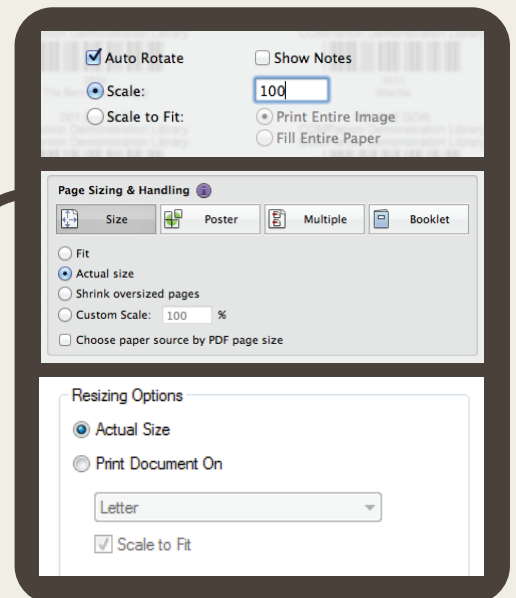 Auto Rotate Show Notes
Scale: 100
Scale to Fit: Print Entire Image
Fill Entire Paper
Page Sizing & Handling i
Size Poster Multiple Booklet
Fit
Actual size
Shrink oversized pages
Custom Scale: 100 %
Choose paper source by PDF page size
Resizing Options
Actual Size
Print Document On
Letter
Scale to Fit